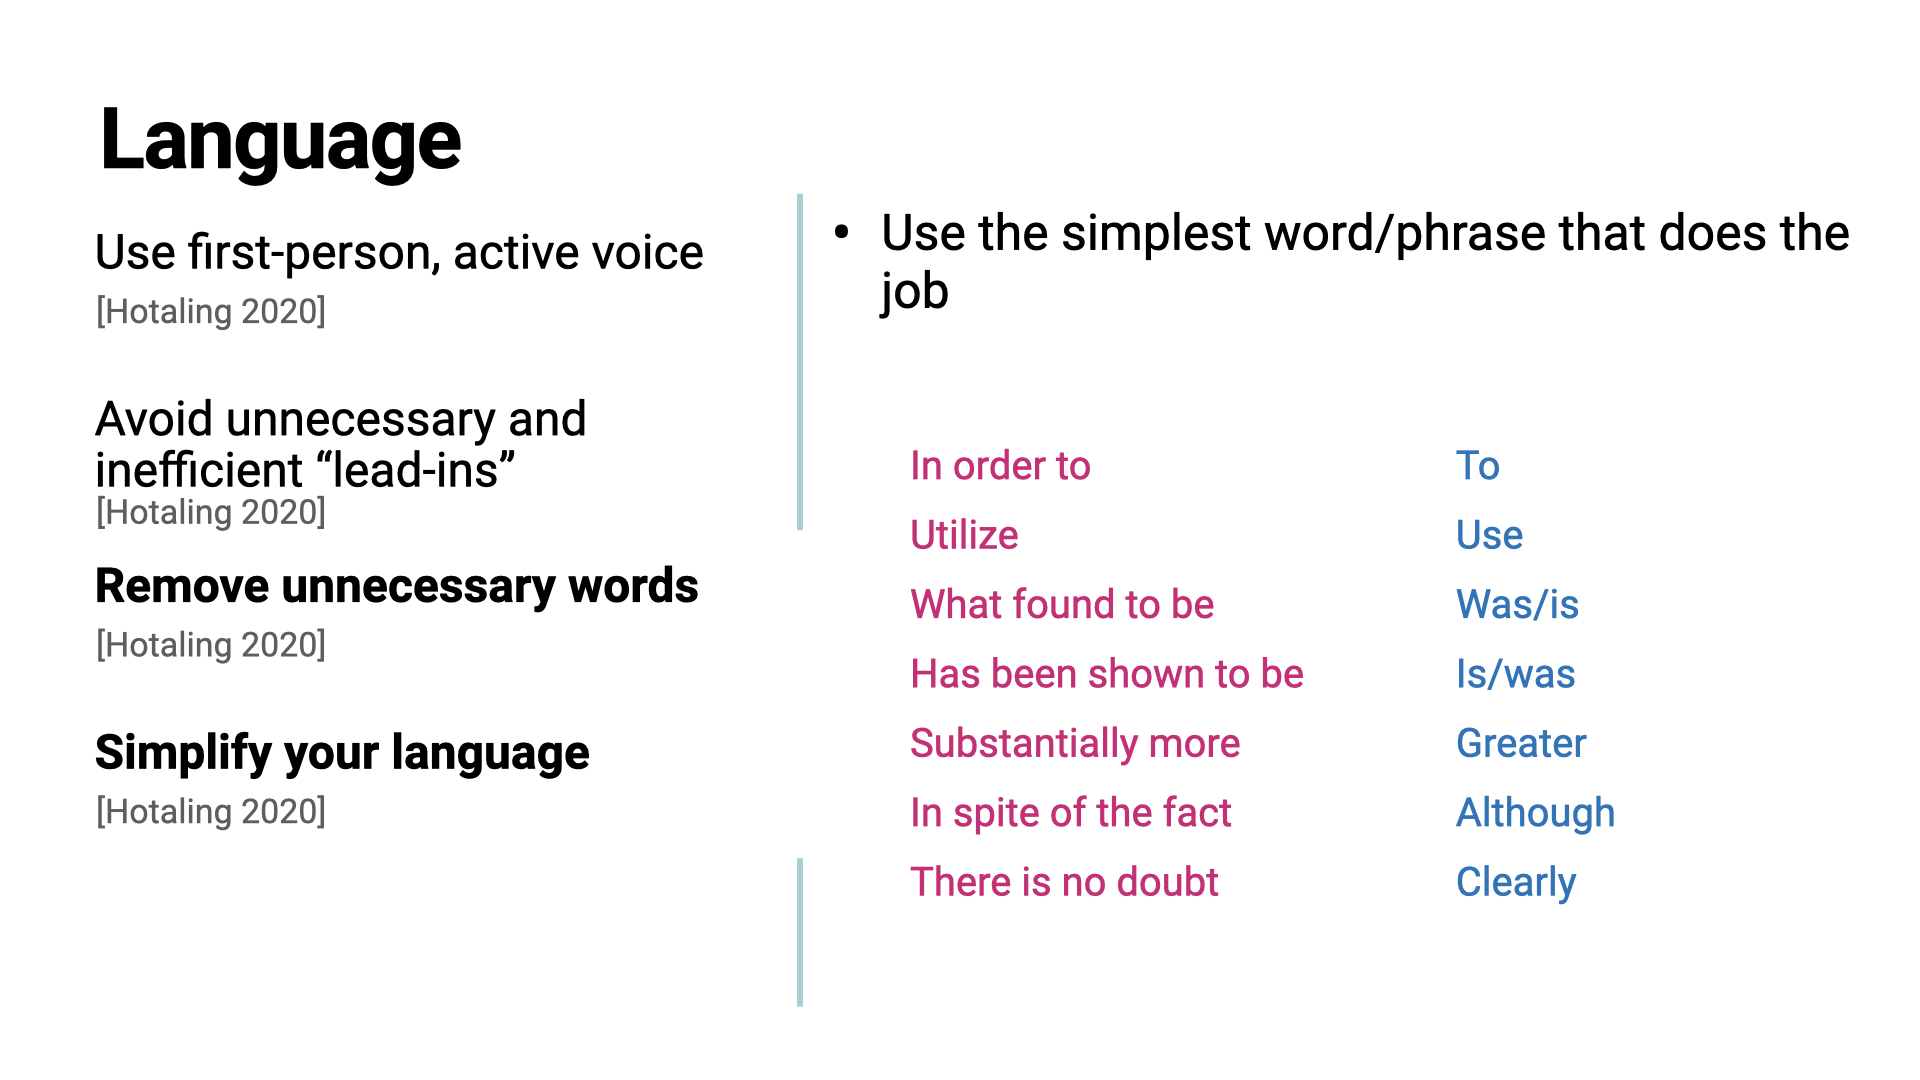 Language
Use first-person, active voice
[Hotaling 2020]
Avoid unnecessary and
inefficient “lead-ins”
[Hotaling 2020]
Remove unnecessary words
[Hotaling 2020]
Simplify your language
[Hotaling 2020]
• Use the simplest word/phrase that does the
job
In order to To
Utilize Use
What found to be Was/is
Has been shown to be Is/was
Substantially more Greater
In spite of the fact Although
There is no doubt Clearly